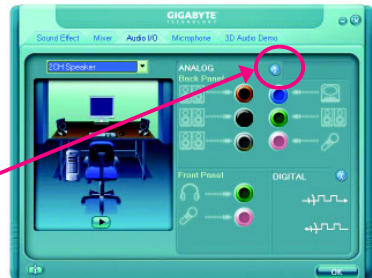 GIGABYTE
TECHNOLOGY
Sound Effect Mixer Audio I/O Microphone 3D Audio Demo
2CH Speaker
ANALOG
Back Panel
Front Panel
DIGITAL
OK